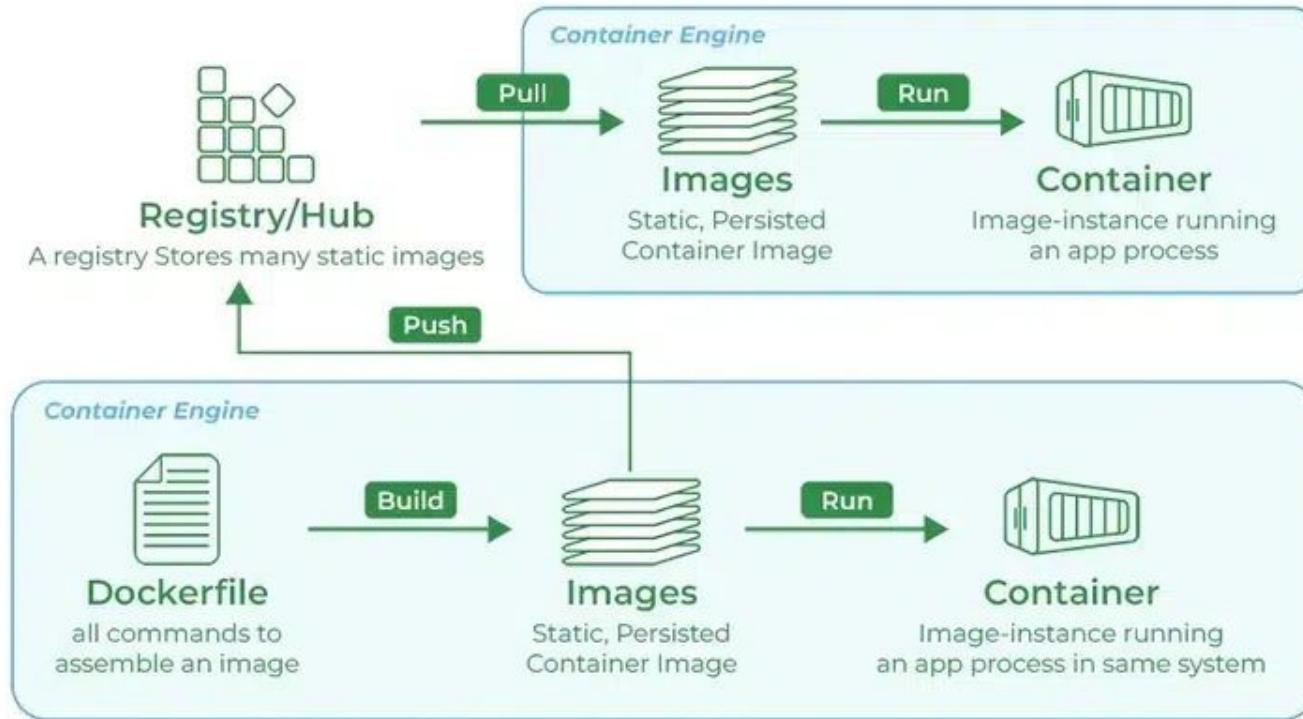 Container Engine
Pull
Run
Images
Static, Persisted
Container Image
Container
Image-instance running
an app process
Registry/Hub
A registry Stores many static images
Push
Container Engine
Build
Run
Dockerfile
all commands to
assemble an image
Images
Static, Persisted
Container Image
Container
Image-instance running
an app process in same system